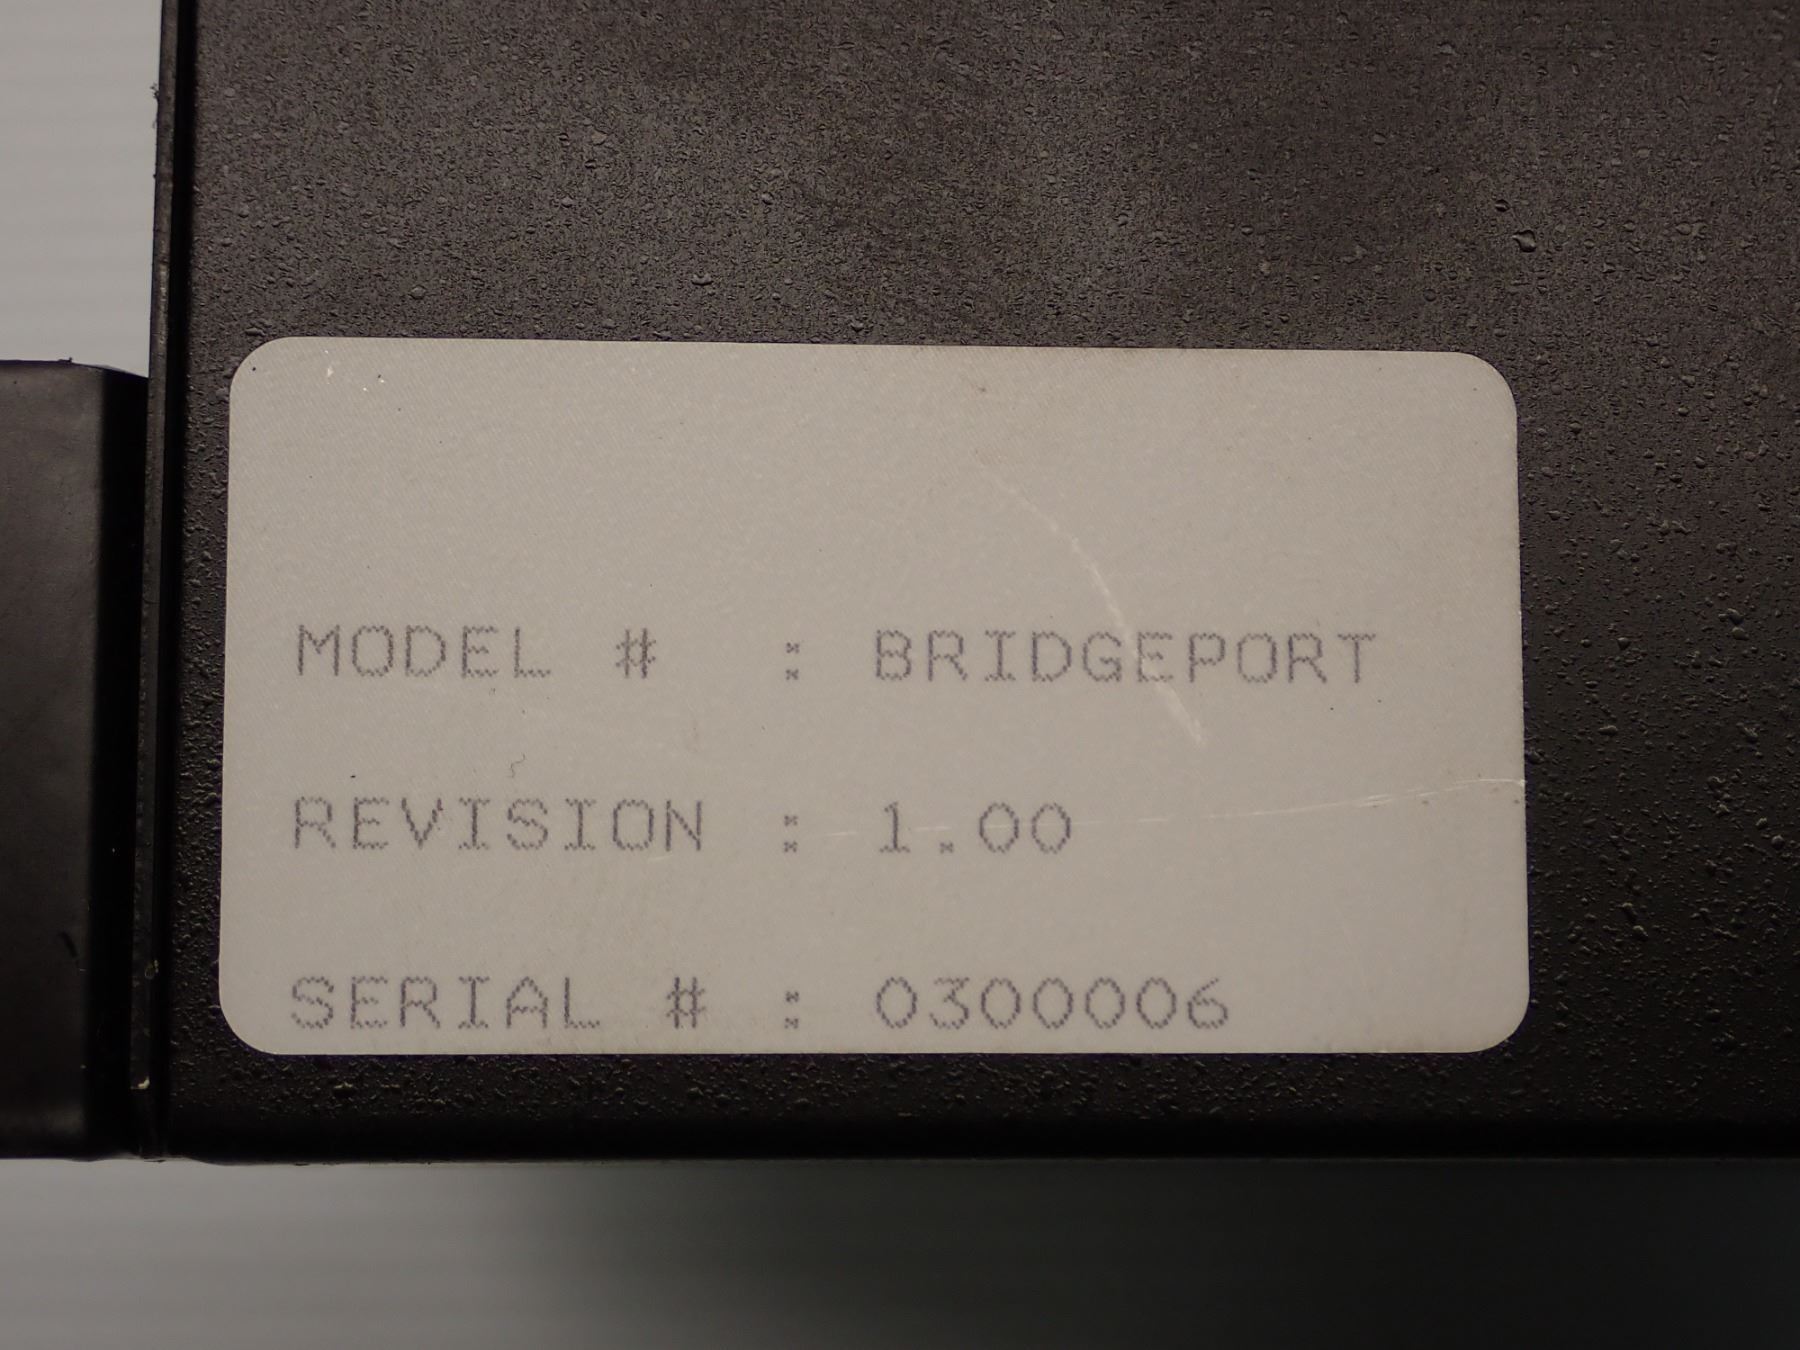 MODEL # : BRIDGEPORT
REVISION : 1.00
SERIAL # : 0300006